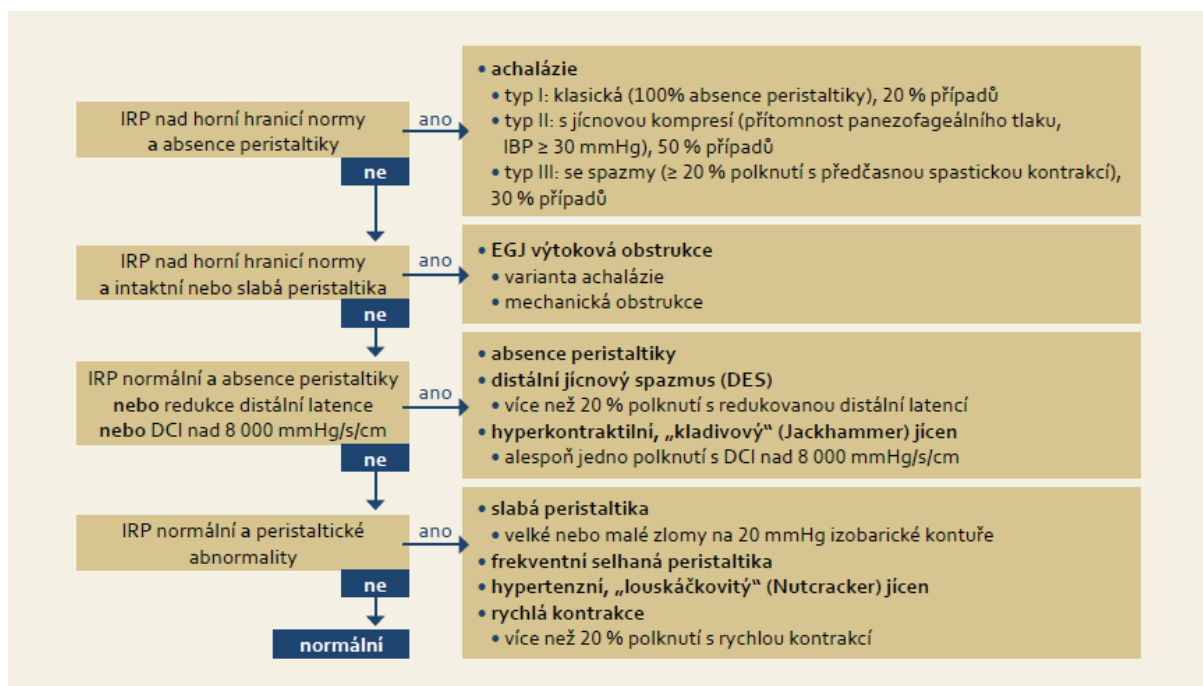 IRP nad horní hranicí normy
a absence peristaltiky
ano
ne
• achalázie
• typ I: klasická (100% absence peristaltiky), 20 % případů
• typ II: s jícnovou kompresí (přítomnost panezofageálního tlaku,
IBP ≥ 30 mmHg), 50 % případů
• typ III: se spazmy (≥ 20 % polknutí s předčasnou spastickou kontrakcí),
30 % případů
IRP nad horní hranicí normy
a intaktní nebo slabá peristaltika
ano
ne
• EGJ výtoková obstrukce
• varianta achalázie
• mechanická obstrukce
IRP normální a absence peristaltiky
nebo redukce distální latence
nebo DCI nad 8 000 mmHg/s/cm
ano
ne
• absence peristaltiky
• distální jícnový spazmus (DES)
• více než 20 % polknutí s redukovanou distální latencí
• hyperkontraktilní, „kladivový“ (Jackhammer) jícen
• alespoň jedno polknutí s DCI nad 8 000 mmHg/s/cm
IRP normální a peristaltické
abnormality
ano
ne
• slabá peristaltika
• velké nebo malé zlomy na 20 mmHg izobarické kontuře
• frekventní selhaná peristaltika
• hypertenzní, „louskáčkovitý“ (Nutcracker) jícen
• rychlá kontrakce
• více než 20 % polknutí s rychlou kontrakcí
normální